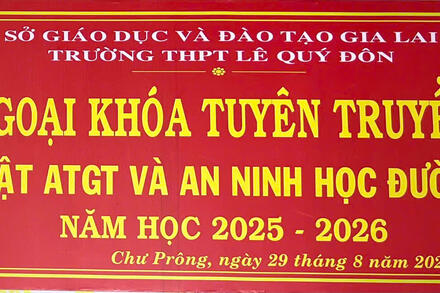 SỞ GIÁO DỤC VÀ ĐÀO TẠO GIA LAI
TRƯỜNG THPT LÊ QUÝ ĐÔN
GOẠI KHÓA TUYÊN TRUYỀ
ẬT ATGT VÀ AN NINH HỌC ĐƯỜ
NĂM HỌC 2025 - 2026
Chư Prông, ngày 29 tháng 8 năm 202